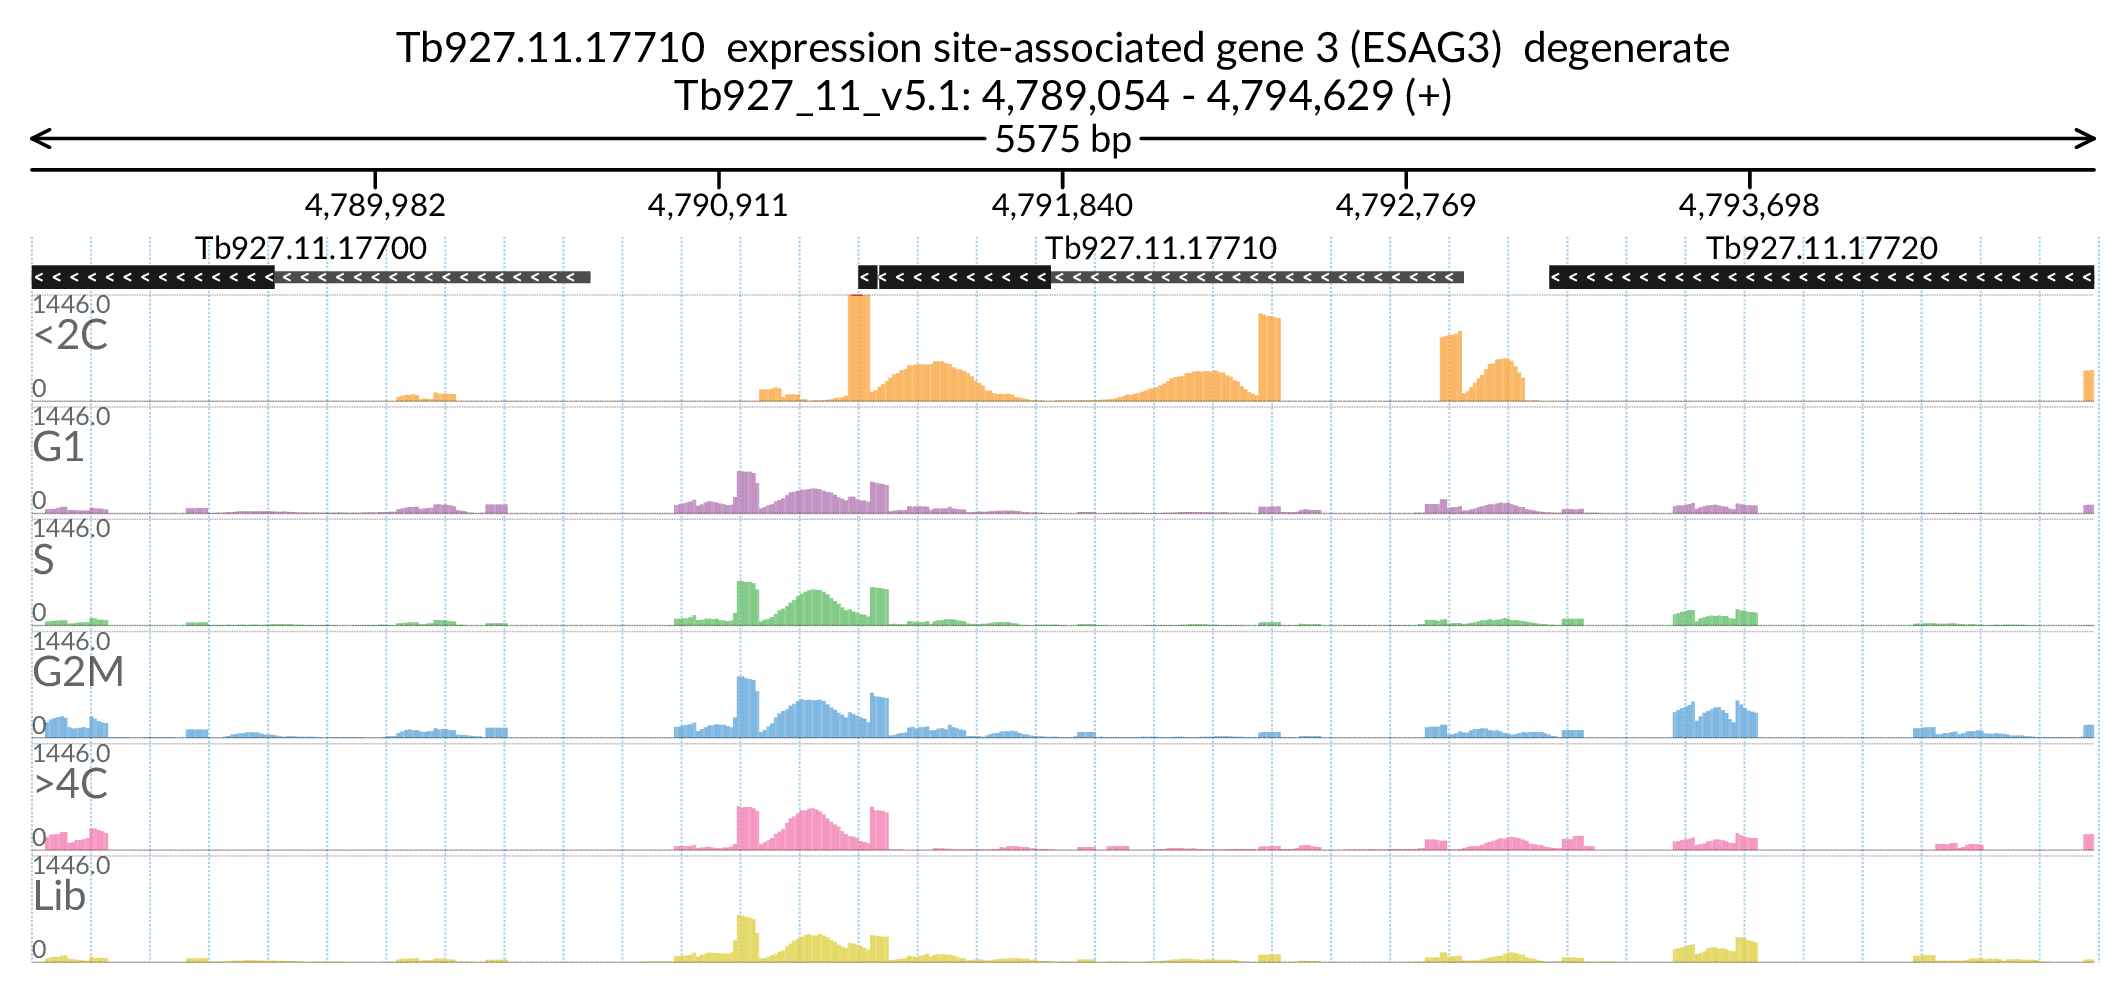 Tb927.11.17710 expression site-associated gene 3 (ESAG3) degenerate
Tb927_11_v5.1: 4,789,054 - 4,794,629 (+)
5575 bp
4,789,982 4,790,911 4,791,840 4,792,769 4,793,698
Tb927.11.17700 Tb927.11.17710 Tb927.11.17720
1446.0
<2C
0
1446.0
G1
0
1446.0
S
0
1446.0
G2M
0
1446.0
>4C
0
1446.0
Lib
0